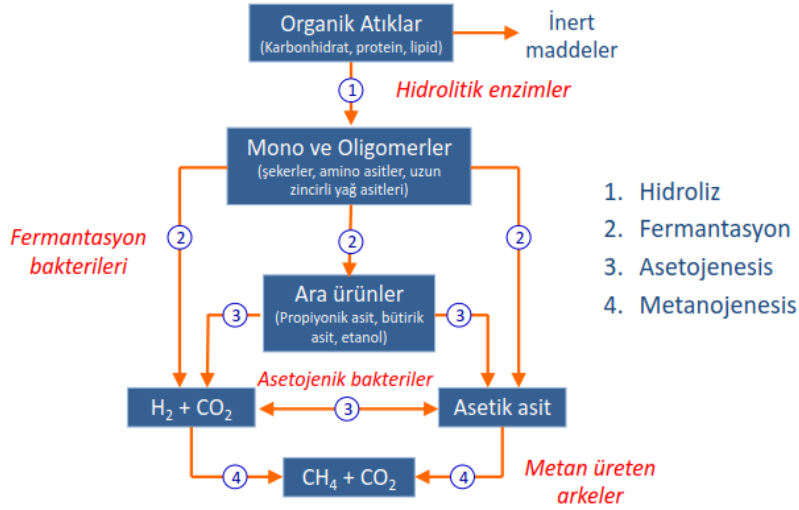 Organik Atıklar
(Karbonhidrat, protein, lipid)
İnert
maddeler
1
Hidrolitik enzimler
Mono ve Oligomerler
(şekerler, amino asitler, uzun
zincirli yağ asitleri)
Fermantasyon
bakterileri
2
2
2
Ara ürünler
(Propiyonik asit, bütirik
asit, etanol)
3
3
Asetojenik bakteriler
H₂ + CO₂
3
Asetik asit
4
CH₄ + CO₂
4
Metan üreten
arkeler
1. Hidroliz
2. Fermantasyon
3. Asetojenesis
4. Metanojenesis